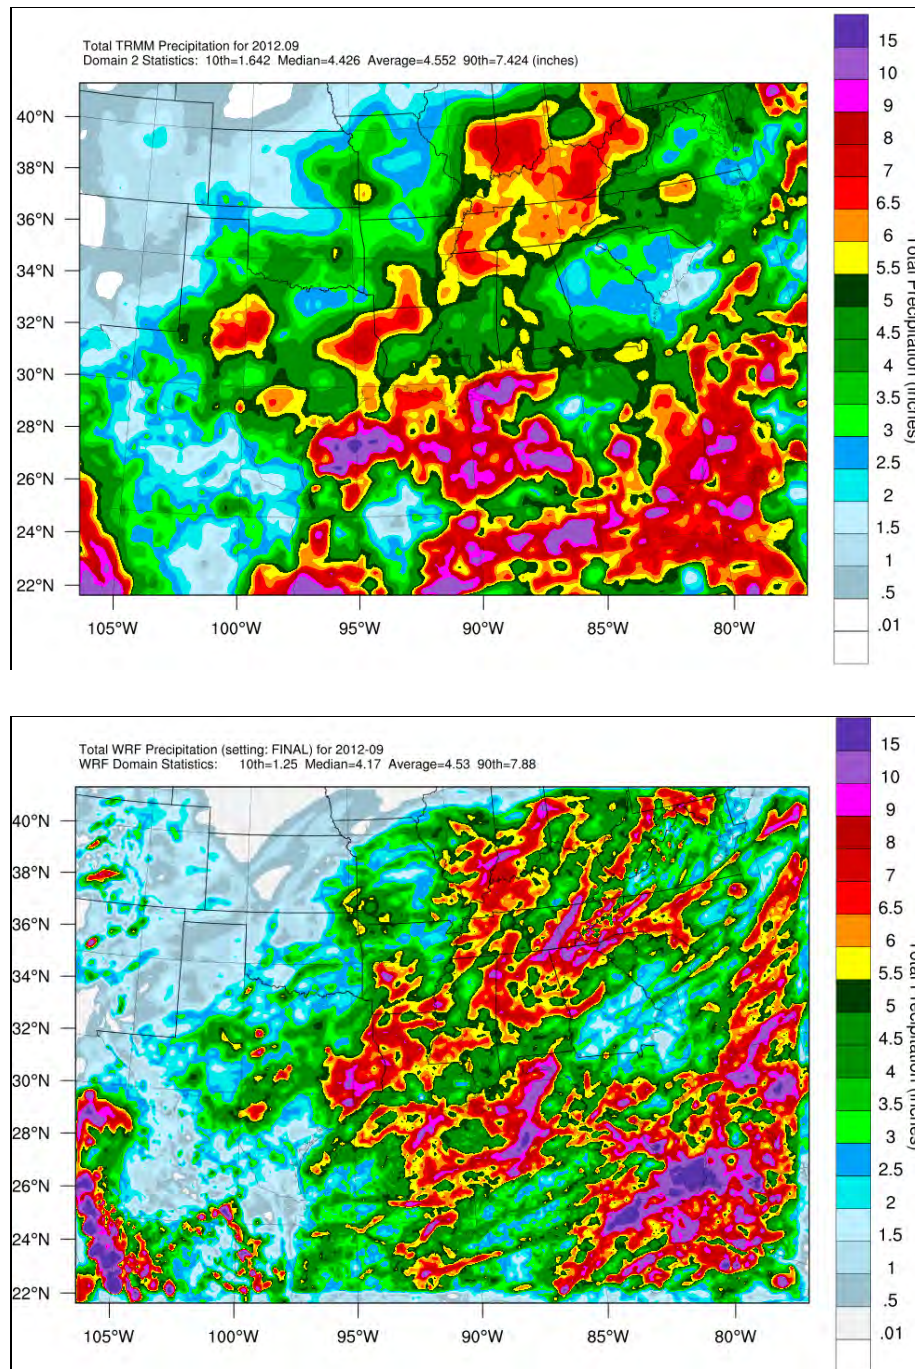 Total TRMM Precipitation for 2012.09
Domain 2 Statistics: 10th=1.642 Median=4.426 Average=4.552 90th=7.424 (inches)
40°N
38°N
36°N
34°N
32°N
30°N
28°N
26°N
24°N
22°N
105°W 100°W 95°W 90°W 85°W 80°W
15
10
9
8
7
6.5
6
5.5
5
4.5
4
3.5
3
2.5
2
1.5
1
.5
.01
Total Precipitation (inches)
Total WRF Precipitation (setting: FINAL) for 2012-09
WRF Domain Statistics: 10th=1.25 Median=4.17 Average=4.53 90th=7.88
40°N
38°N
36°N
34°N
32°N
30°N
28°N
26°N
24°N
22°N
105°W 100°W 95°W 90°W 85°W 80°W
15
10
9
8
7
6.5
6
5.5
5
4.5
4
3.5
3
2.5
2
1.5
1
.5
.01
Total Precipitation (inches)